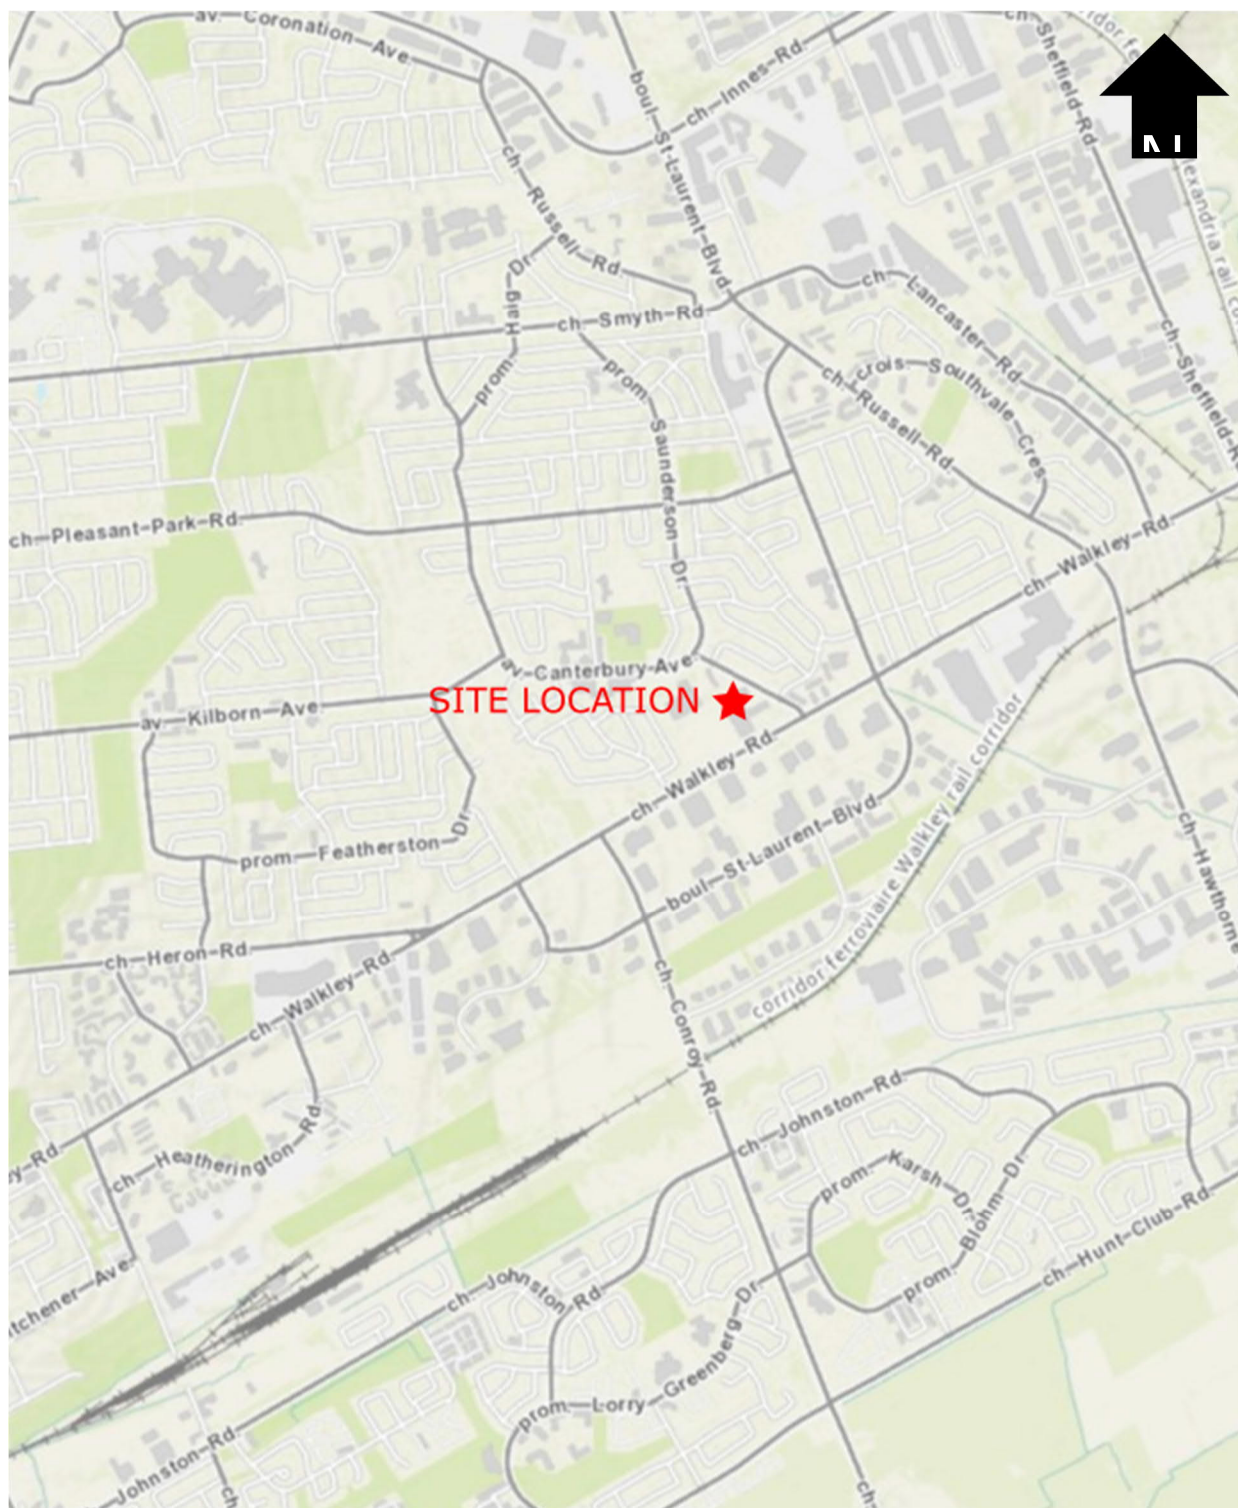 av. Coronation Ave
ch Sheffield Rd
boul St-Laurent Blvd
ch Innes Rd
ch Russell Rd
prom. Haig Dr
ch Smyth Rd
ch Lancaster Rd
ch. Sheffield R
crois Southvale Cres
prom. Saunderson Dr.
ch Russell Rd
ch. Pleasant Park Rd.
ch Walkley Rd.
av. Canterbury Ave
SITE LOCATION
av. Kilborn Ave
ch Walkley Rd
corridor ferroviaire Walkley rail corridor
boul St-Laurent Blvd
prom. Featherston Dr.
ch Hawthorne
ch Heron Rd
ch. Walkley Rd
ch. Conroy Rd
ch. Johnston Rd
ch. Heatherington Rd
y Rd
prom. Karsh Dr.
prom. Blohm Dr
ch. Hunt Club Rd.
tchener Ave.
ch Johnston Rd
prom. Lorry Greenberg Dr
Johnston Rd
ch
ch.